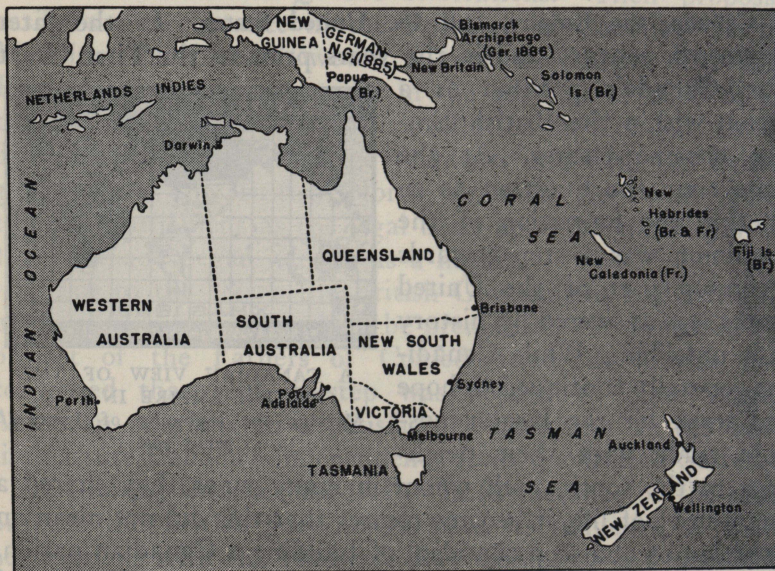 NEW
GUINEA
GERMAN
N.G. (1885)
Papua
(Br.)
Bismarck
Archipelago
(Ger. 1886)
New Britain
Solomon
Is. (Br.)
NETHERLANDS INDIES
Darwin
INDIAN OCEAN
CORAL
SEA
New
Hebrides
(Br. & Fr)
New
Caledonia (Fr.)
Fiji Is.
(Br.)
QUEENSLAND
WESTERN
AUSTRALIA
SOUTH
AUSTRALIA
Brisbane
NEW SOUTH
WALES
Sydney
Perth
Port
Adelaide
VICTORIA
Melbourne
TASMAN
SEA
Auckland
TASMANIA
NEW ZEALAND
Wellington